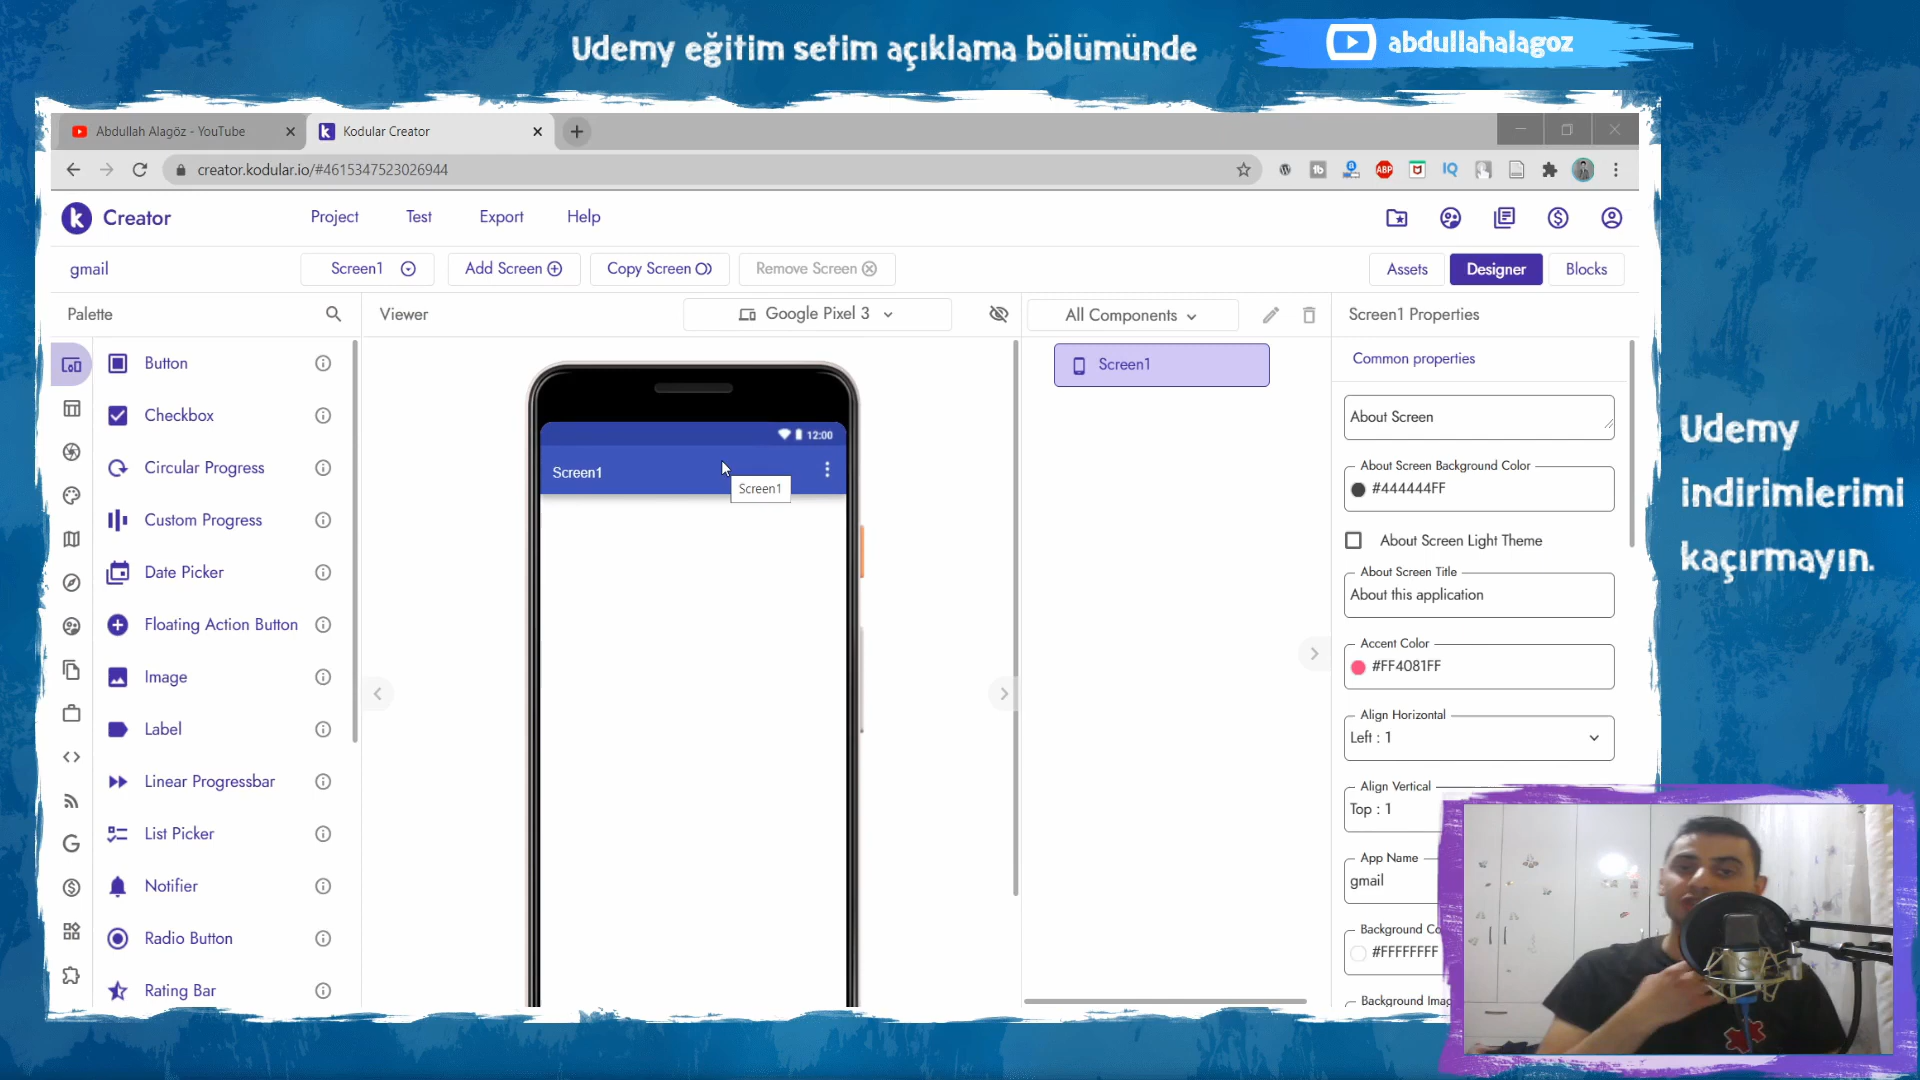 Udemy eğitim setim açıklama bölümünde
abdullahalagoz
Abdullah Alagöz - YouTube
Kodular Creator
creator.kodular.io/#4615347523026944
Creator
Project
Test
Export
Help
gmail
Screen1
Add Screen
Copy Screen
Remove Screen
Assets
Designer
Blocks
Palette
Viewer
Google Pixel 3
All Components
Screen1 Properties
Button
Checkbox
Circular Progress
Custom Progress
Date Picker
Floating Action Button
Image
Label
Linear Progressbar
List Picker
Notifier
Radio Button
Rating Bar
12:00
Screen1
Screen1
Screen1
Common properties
About Screen
About Screen Background Color
#444444FF
About Screen Light Theme
About Screen Title
About this application
Accent Color
#FF4081FF
Align Horizontal
Left : 1
Align Vertical
Top : 1
App Name
gmail
Background Co
#FFFFFFFF
Background Imag
Udemy
indirimlerimi
kaçırmayın.